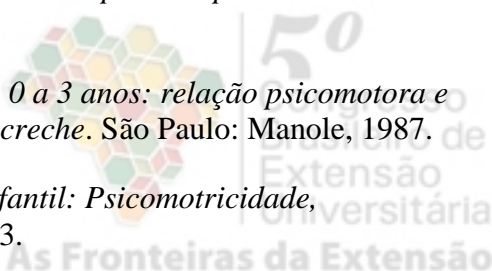 0 a 3 anos: relação psicomotora e
creche. São Paulo: Manole, 1987.
fantil: Psicomotricidade,
3.
5º
de
Extensão
Universitária
As Fronteiras da Extensão